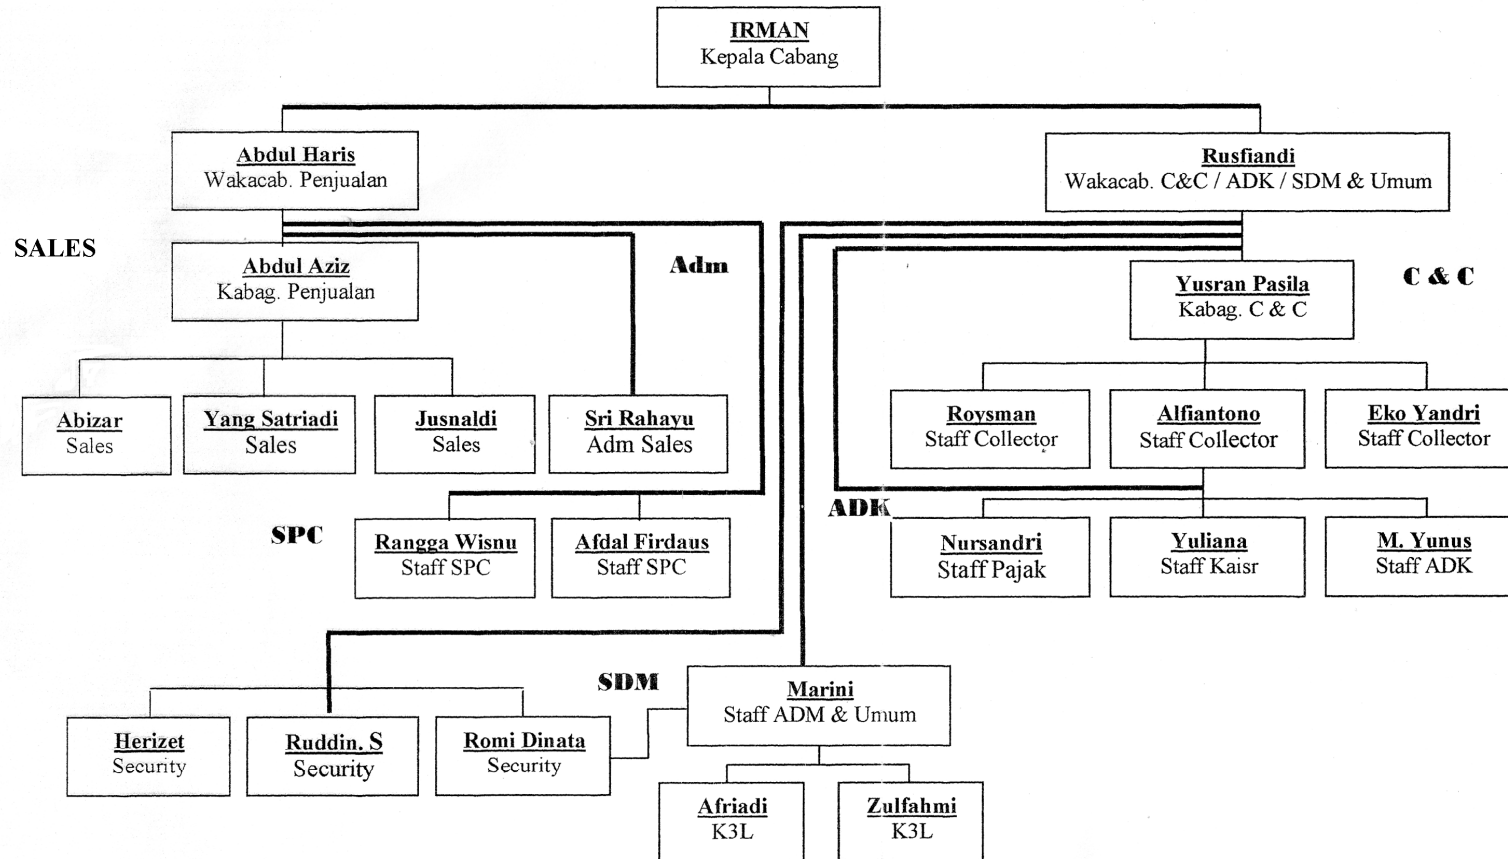 IRMAN
Kepala Cabang
Abdul Haris
Wakacab. Penjualan
Rusfiandi
Wakacab. C&C / ADK / SDM & Umum
SALES
Abdul Aziz
Kabag. Penjualan
Adm
Yusran Pasila
Kabag. C & C
C & C
Abizar
Sales
Yang Satriadi
Sales
Jusnaldi
Sales
Sri Rahayu
Adm Sales
Roysman
Staff Collector
Alfiantono
Staff Collector
Eko Yandri
Staff Collector
SPC
Rangga Wisnu
Staff SPC
Afdal Firdaus
Staff SPC
ADK
Nursandri
Staff Pajak
Yuliana
Staff Kaisr
M. Yunus
Staff ADK
SDM
Marini
Staff ADM & Umum
Herizet
Security
Ruddin. S
Security
Romi Dinata
Security
Afriadi
K3L
Zulfahmi
K3L